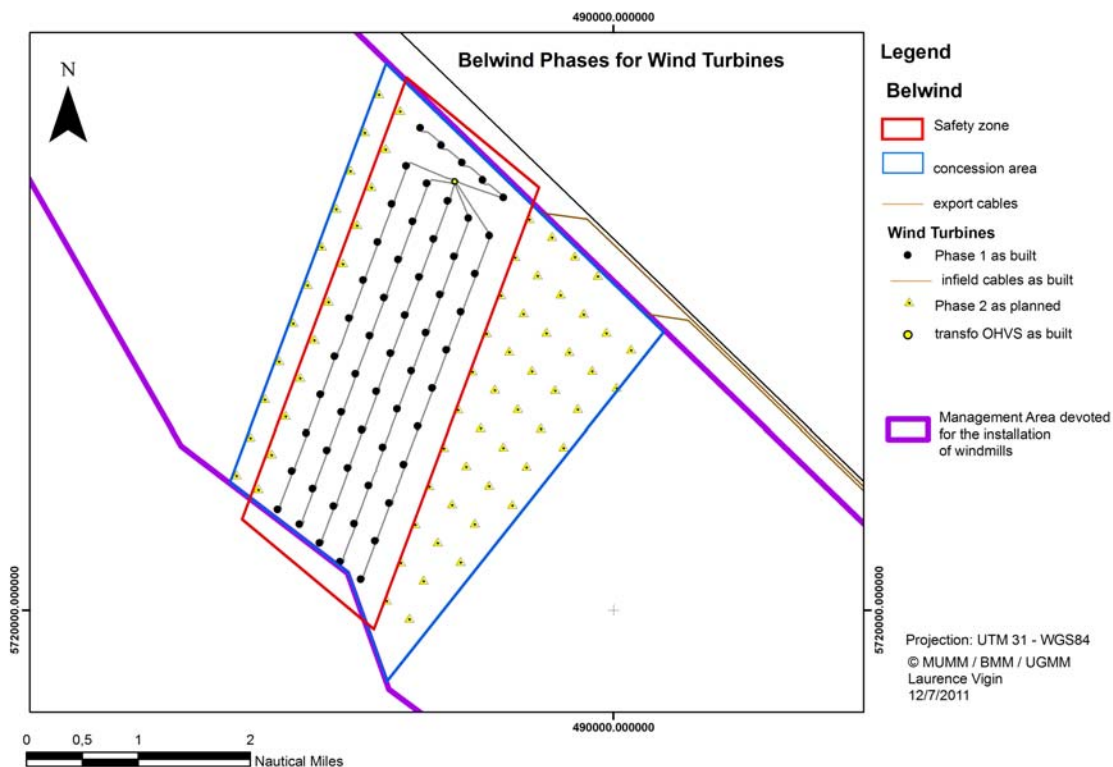 490000.000000
Belwind Phases for Wind Turbines
N
5720000.000000
5720000.000000
490000.000000
0 0,5 1 2
Nautical Miles
Legend
Belwind
Safety zone
concession area
export cables
Wind Turbines
Phase 1 as built
infield cables as built
Phase 2 as planned
transfo OHVS as built
Management Area devoted
for the installation
of windmills
Projection: UTM 31 - WGS84
© MUMM / BMM / UGMM
Laurence Vigin
12/7/2011